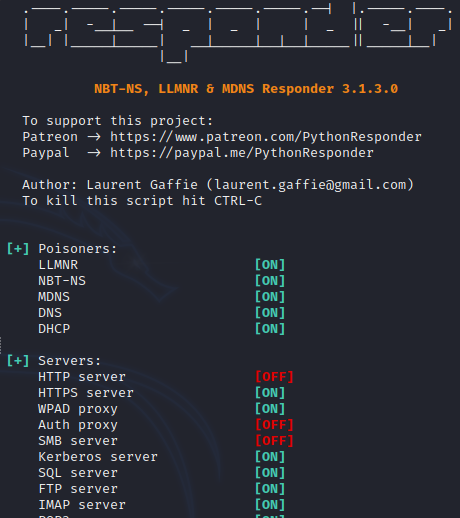 NBT-NS, LLMNR & MDNS Responder 3.1.3.0
To support this project:
Patreon -> https://www.patreon.com/PythonResponder
Paypal -> https://paypal.me/PythonResponder
Author: Laurent Gaffie (laurent.gaffie@gmail.com)
To kill this script hit CTRL-C
[+] Poisoners:
LLMNR [ON]
NBT-NS [ON]
MDNS [ON]
DNS [ON]
DHCP [ON]
[+] Servers:
HTTP server [OFF]
HTTPS server [ON]
WPAD proxy [ON]
Auth proxy [OFF]
SMB server [OFF]
Kerberos server [ON]
SQL server [ON]
FTP server [ON]
IMAP server [ON]